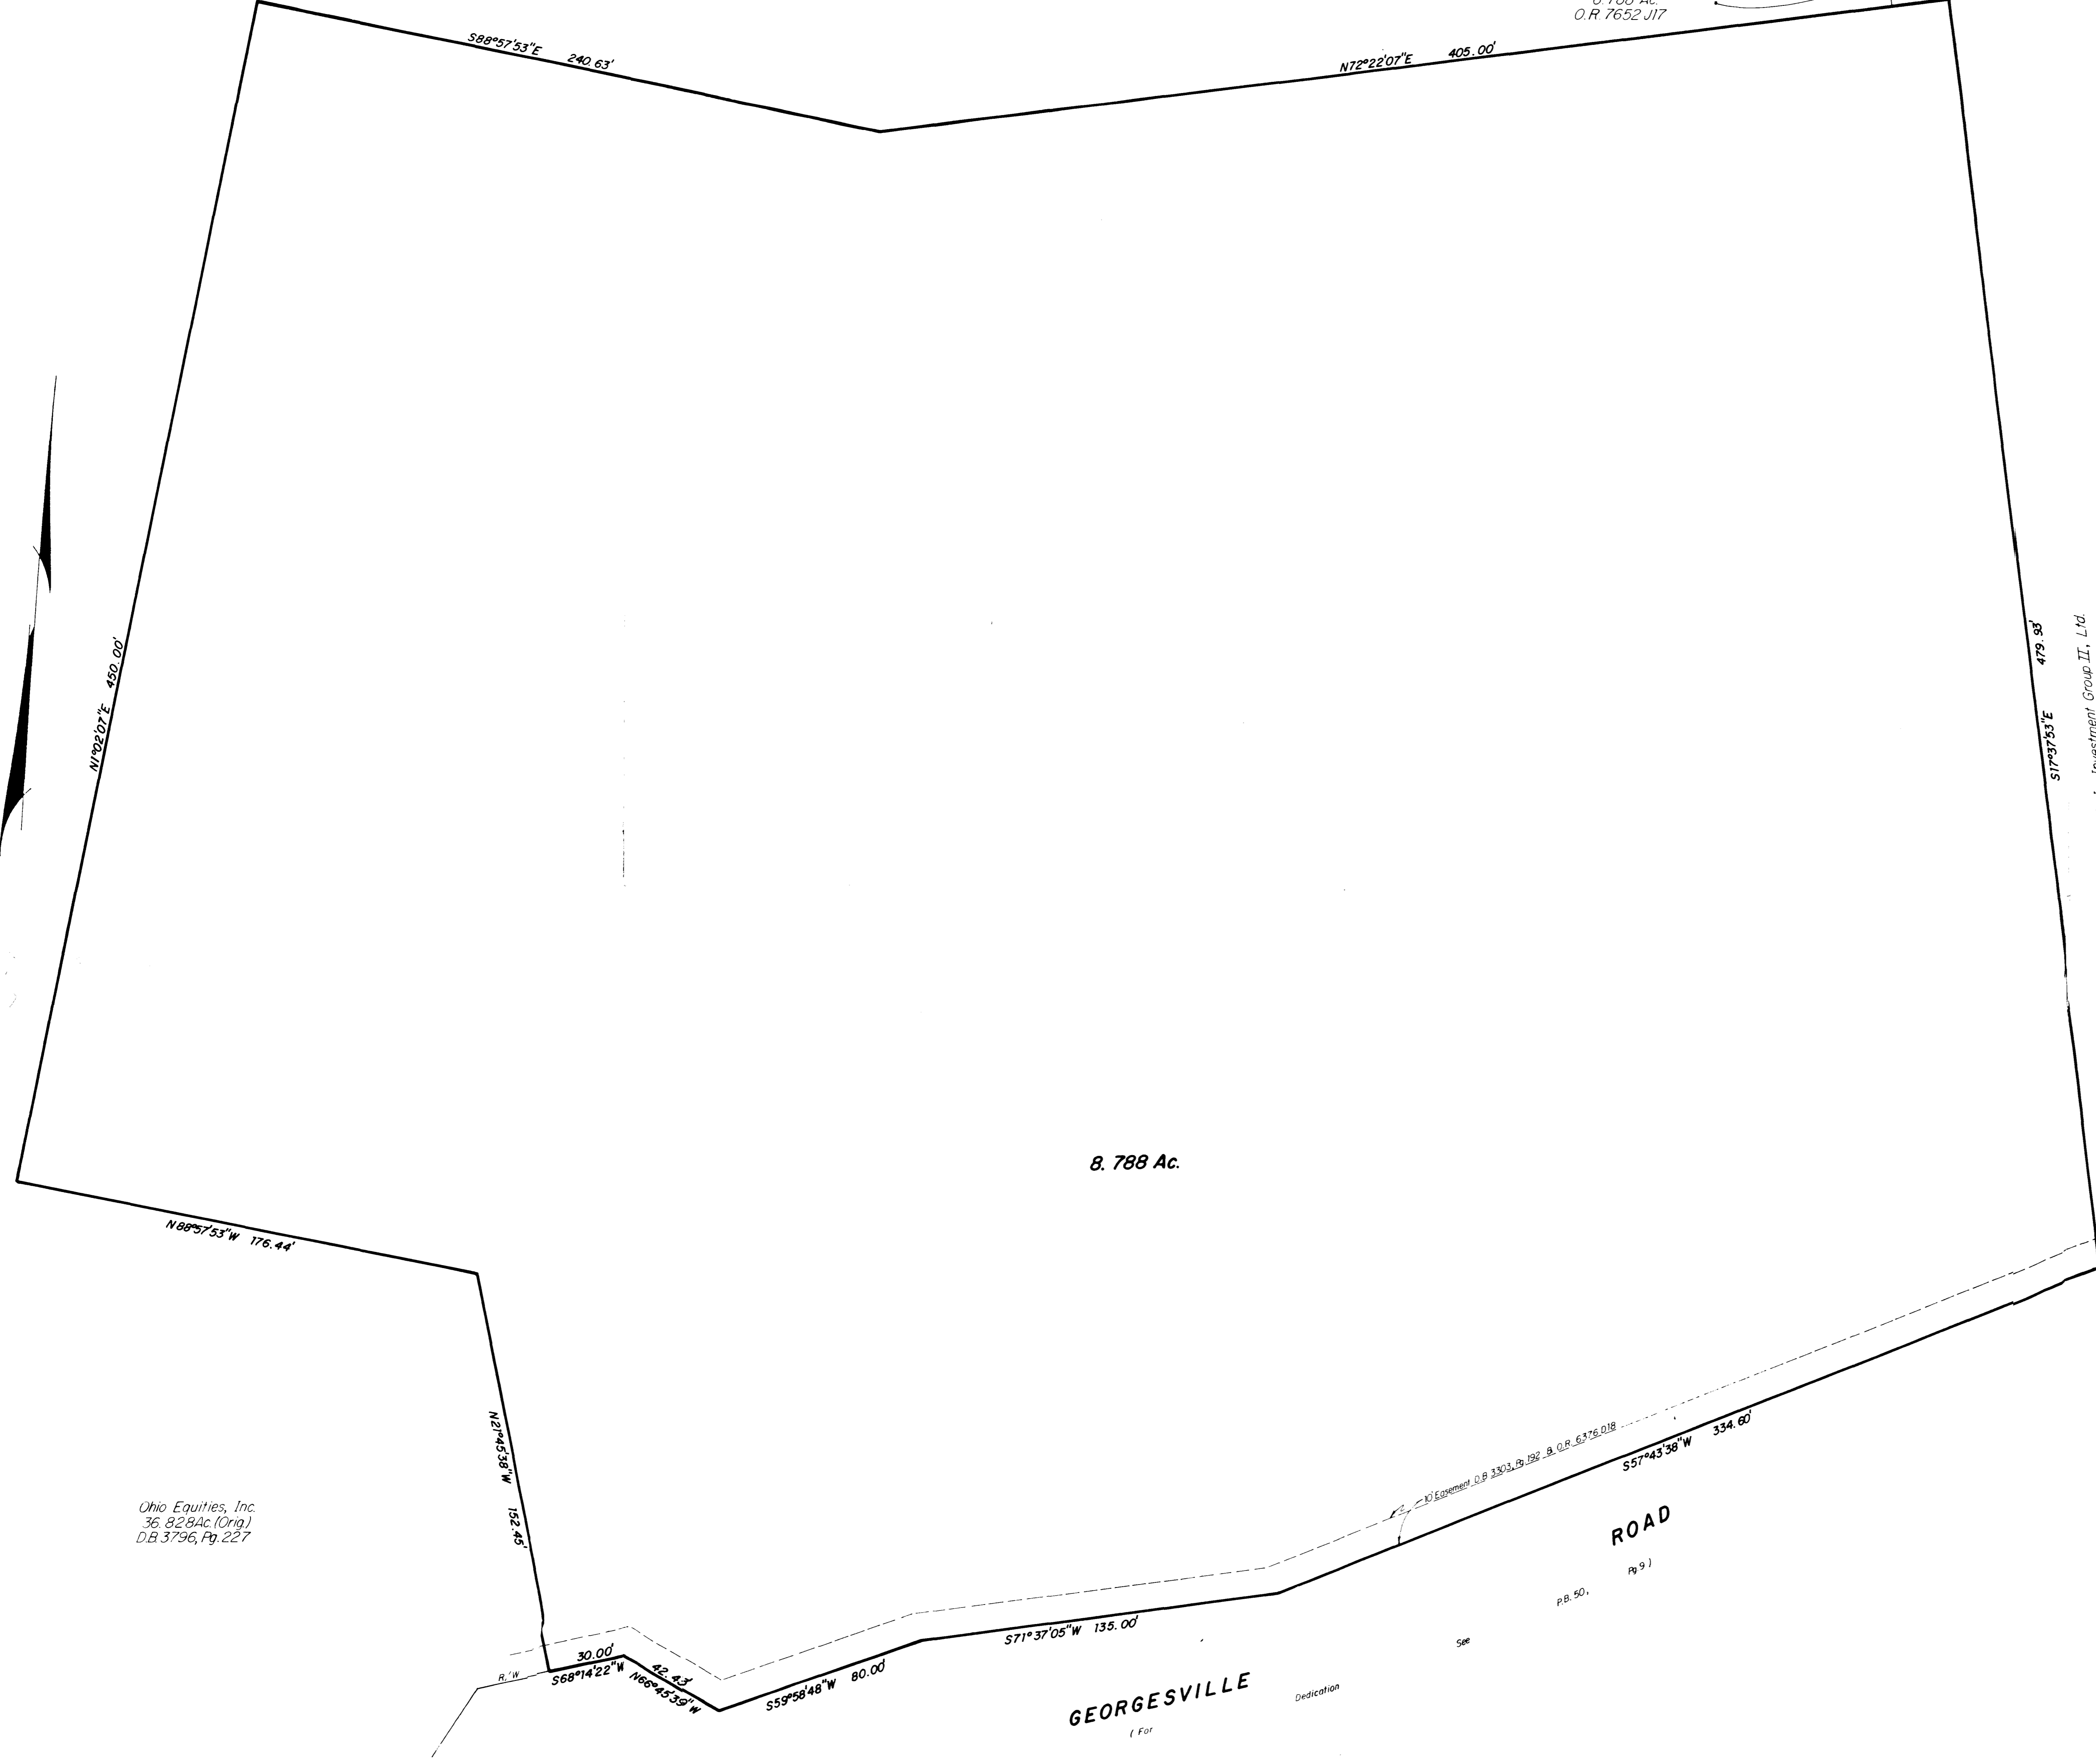 O.R. 7652 J17
S88°57'53"E 240.63'
N72°22'07"E 405.00'
N1°02'07"E 450.00'
479.93'
S17°37'53"E
Investment Group II, Ltd.
8.788 Ac.
N88°57'53"W 176.44'
N21°45'38"W 152.45'
Ohio Equities, Inc.
36.828Ac.(Orig.)
D.B.3796, Pg.227
10' Easement D.B. 3303, Pg. 192 & O.R. 6376 D18
S57°43'38"W 334.60'
ROAD
P.B. 50, Pg. 9 )
S71°37'05"W 135.00'
See
30.00'
R/W
S68°14'22"W
42.43'
N66°45'39"W
S59°58'48"W 80.00'
GEORGESVILLE
( For Dedication